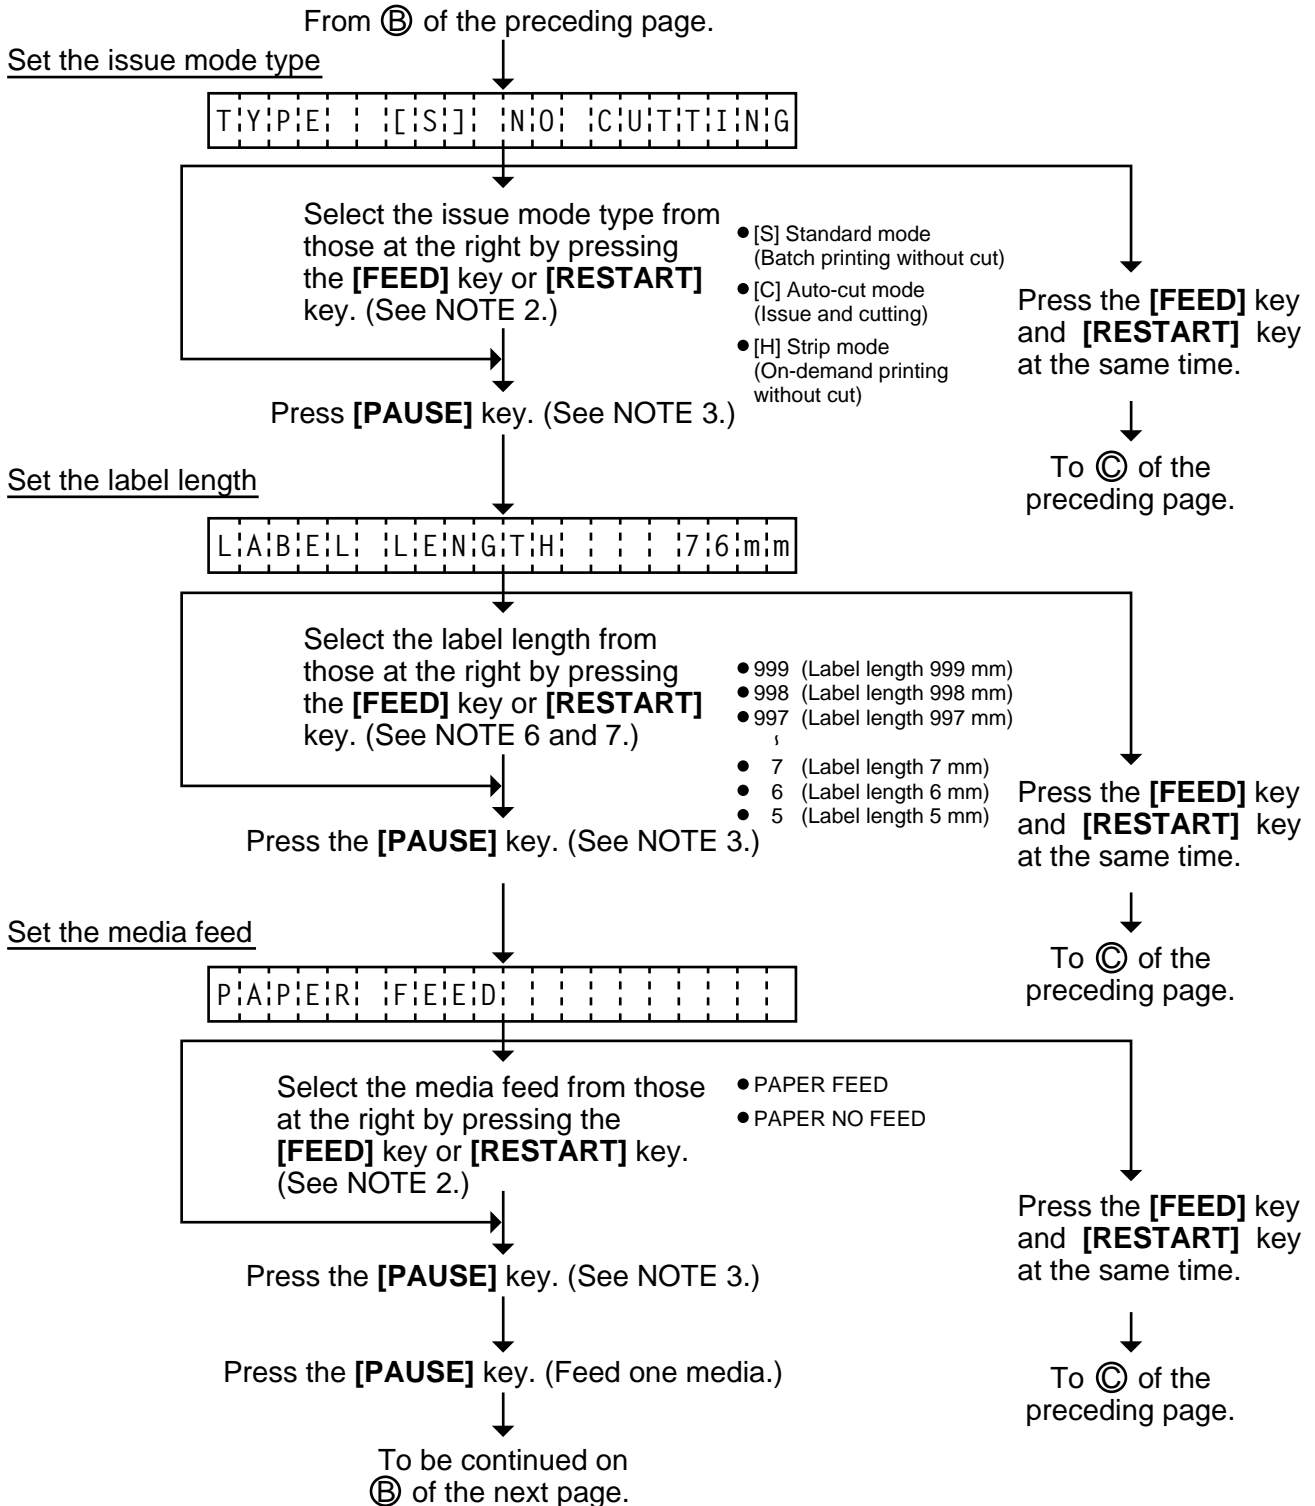 From Ⓑ of the preceding page.
Set the issue mode type
TYPE  [S] NO CUTTING
Select the issue mode type from
those at the right by pressing
the [FEED] key or [RESTART]
key. (See NOTE 2.)
● [S] Standard mode
(Batch printing without cut)
● [C] Auto-cut mode
(Issue and cutting)
● [H] Strip mode
(On-demand printing
without cut)
Press the [FEED] key
and [RESTART] key
at the same time.
Press [PAUSE] key. (See NOTE 3.)
To Ⓒ of the
preceding page.
Set the label length
LABEL LENGTH    76mm
Select the label length from
those at the right by pressing
the [FEED] key or [RESTART]
key. (See NOTE 6 and 7.)
● 999 (Label length 999 mm)
● 998 (Label length 998 mm)
● 997 (Label length 997 mm)
≀
● 7 (Label length 7 mm)
● 6 (Label length 6 mm)
● 5 (Label length 5 mm)
Press the [FEED] key
and [RESTART] key
at the same time.
Press the [PAUSE] key. (See NOTE 3.)
To Ⓒ of the
preceding page.
Set the media feed
PAPER FEED
Select the media feed from those
at the right by pressing the
[FEED] key or [RESTART] key.
(See NOTE 2.)
● PAPER FEED
● PAPER NO FEED
Press the [FEED] key
and [RESTART] key
at the same time.
Press the [PAUSE] key. (See NOTE 3.)
Press the [PAUSE] key. (Feed one media.)
To Ⓒ of the
preceding page.
To be continued on
Ⓑ of the next page.